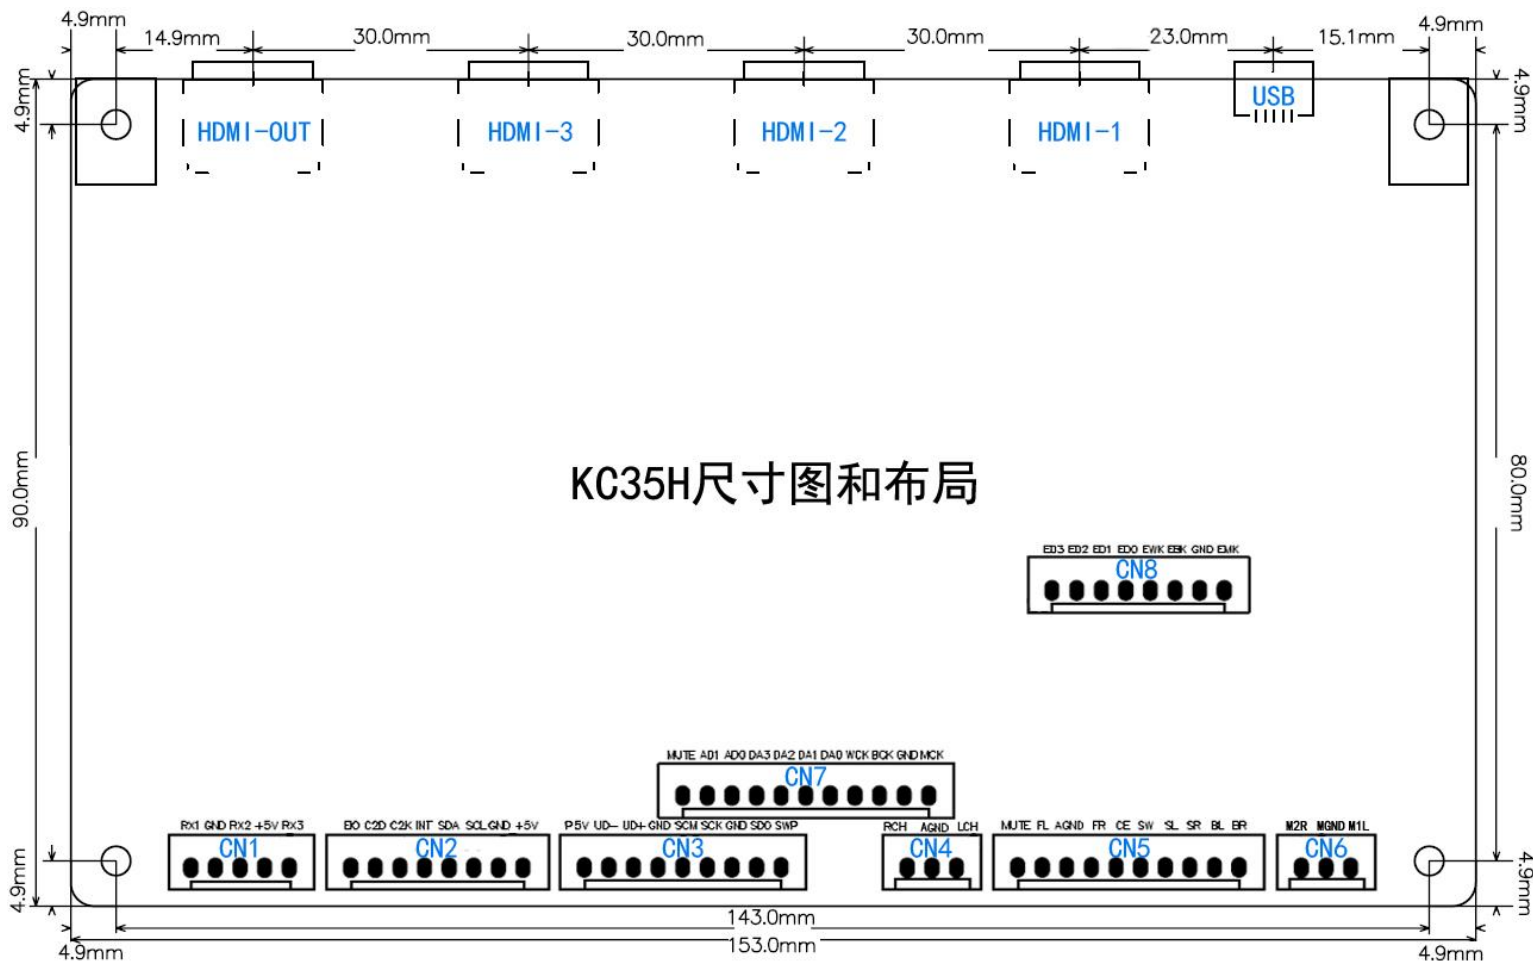 4.9mm 4.9mm
14.9mm 30.0mm 30.0mm 30.0mm 23.0mm 15.1mm
4.9mm 4.9mm
USB
HDMI-OUT HDMI-3 HDMI-2 HDMI-1
90.0mm 80.0mm
KC35H尺寸图和布局
ED3 ED2 ED1 ED0 EWK EBK GND EMK
CN8
MUTE AD1 AD0 DA3 DA2 DA1 DA0 WCK BCK GND MCK
CN7
RX1 GND RX2 +5V RX3
CN1
C2D C2K INT SDA SCL GND +5V
CN2
P5V UD- UD+ GND SCM SCK GND SD0 SWP
CN3
RCH AGND LCH
CN4
MUTE FL AGND FR CE SW SL SR BL BR
CN5
M2R MGND M1L
CN6
4.9mm 4.9mm
143.0mm
153.0mm
4.9mm 4.9mm